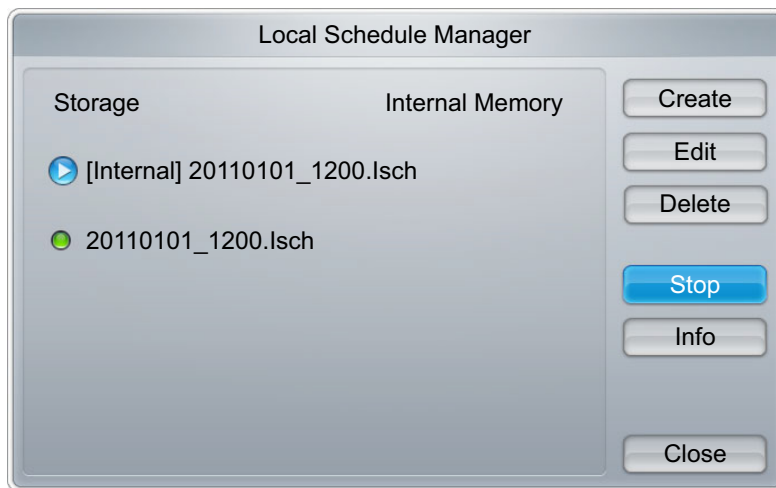 Local Schedule Manager
Storage Internal Memory
[Internal] 20110101_1200.lsch
20110101_1200.lsch
Create
Edit
Delete
Stop
Info
Close